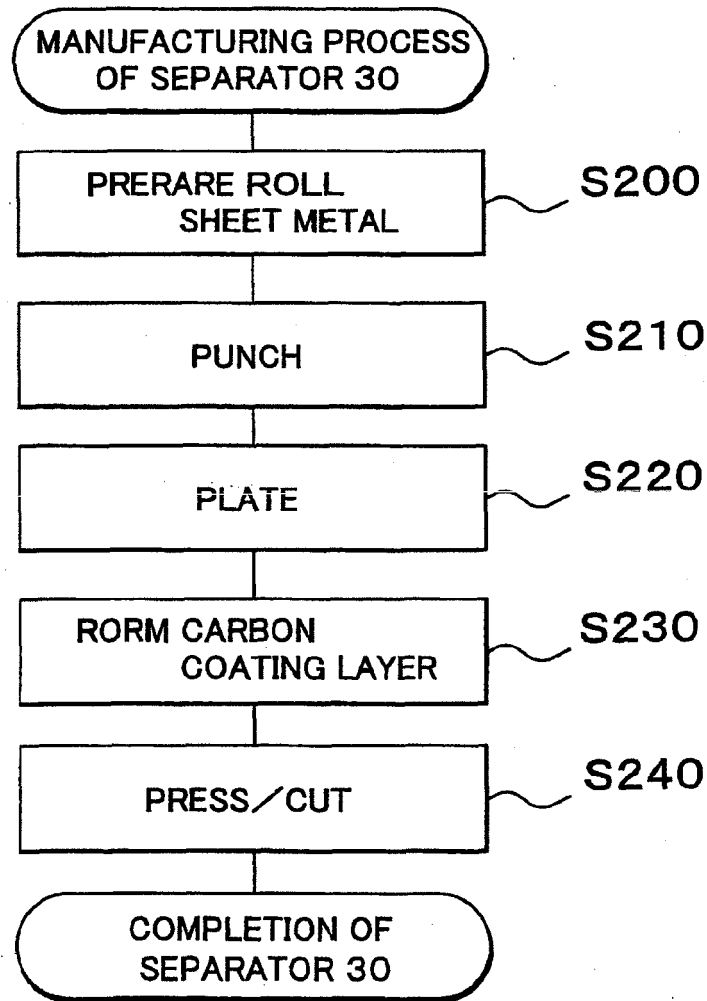 MANUFACTURING PROCESS
OF SEPARATOR 30
PRERARE ROLL
SHEET METAL
S200
PUNCH
S210
PLATE
S220
RORM CARBON
COATING LAYER
S230
PRESS/CUT
S240
COMPLETION OF
SEPARATOR 30